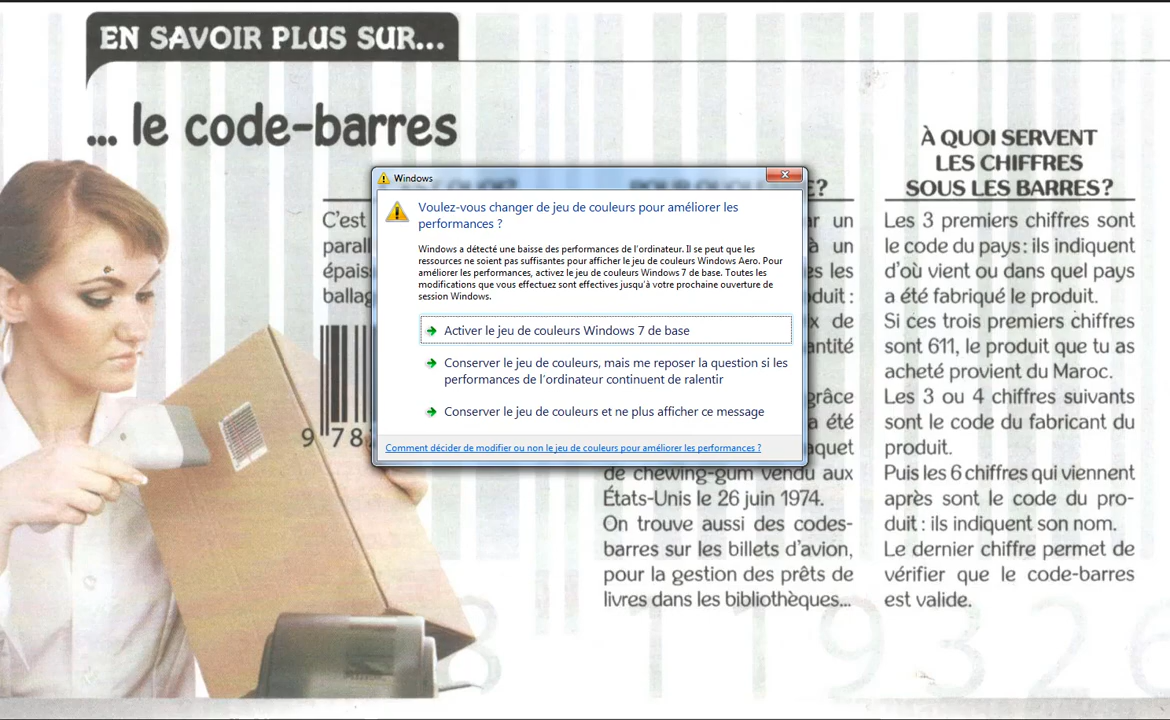 EN SAVOIR PLUS SUR...
... le code-barres
Windows
Voulez-vous changer de jeu de couleurs pour améliorer les
performances ?
Windows a détecté une baisse des performances de l'ordinateur. Il se peut que les
ressources ne soient pas suffisantes pour afficher le jeu de couleurs Windows Aero. Pour
améliorer les performances, activez le jeu de couleurs Windows 7 de base. Toutes les
modifications que vous effectuez sont effectives jusqu'à votre prochaine ouverture de
session Windows.
Activer le jeu de couleurs Windows 7 de base
Conserver le jeu de couleurs, mais me reposer la question si les
performances de l'ordinateur continuent de ralentir
Conserver le jeu de couleurs et ne plus afficher ce message
Comment décider de modifier ou non le jeu de couleurs pour améliorer les performances ?
C'est
9 78
un
à un
les
de
grâce
a été
de chewing-gum vendu aux
États-Unis le 26 juin 1974.
On trouve aussi des codes-
barres sur les billets d'avion,
pour la gestion des prêts de
livres dans les bibliothèques...
À QUOI SERVENT
LES CHIFFRES
SOUS LES BARRES?
Les 3 premiers chiffres sont
le code du pays : ils indiquent
d'où vient ou dans quel pays
a été fabriqué le produit.
Si ces trois premiers chiffres
sont 611, le produit que tu as
acheté provient du Maroc.
Les 3 ou 4 chiffres suivants
sont le code du fabricant du
produit.
Puis les 6 chiffres qui viennent
après sont le code du pro-
duit : ils indiquent son nom.
Le dernier chiffre permet de
vérifier que le code-barres
est valide.
8 119326